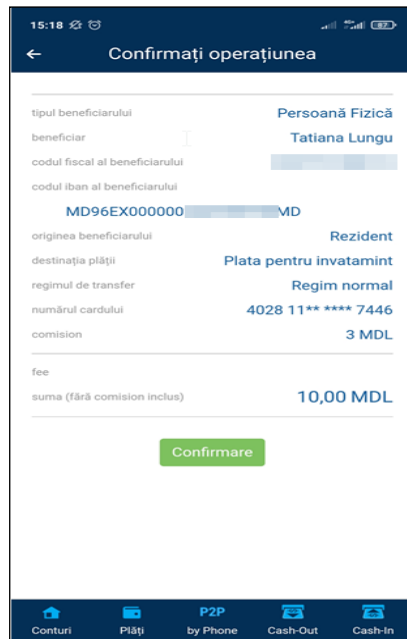 15:18
87
Confirmați operațiunea
tipul beneficiarului Persoană Fizică
beneficiar Tatiana Lungu
codul fiscal al beneficiarului
codul iban al beneficiarului
MD96EX000000 MD
originea beneficiarului Rezident
destinația plății Plata pentru invatamint
regimul de transfer Regim normal
numărul cardului 4028 11** **** 7446
comision 3 MDL
fee
suma (fără comision inclus) 10,00 MDL
Confirmare
P2P
Conturi Plăți by Phone Cash-Out Cash-In